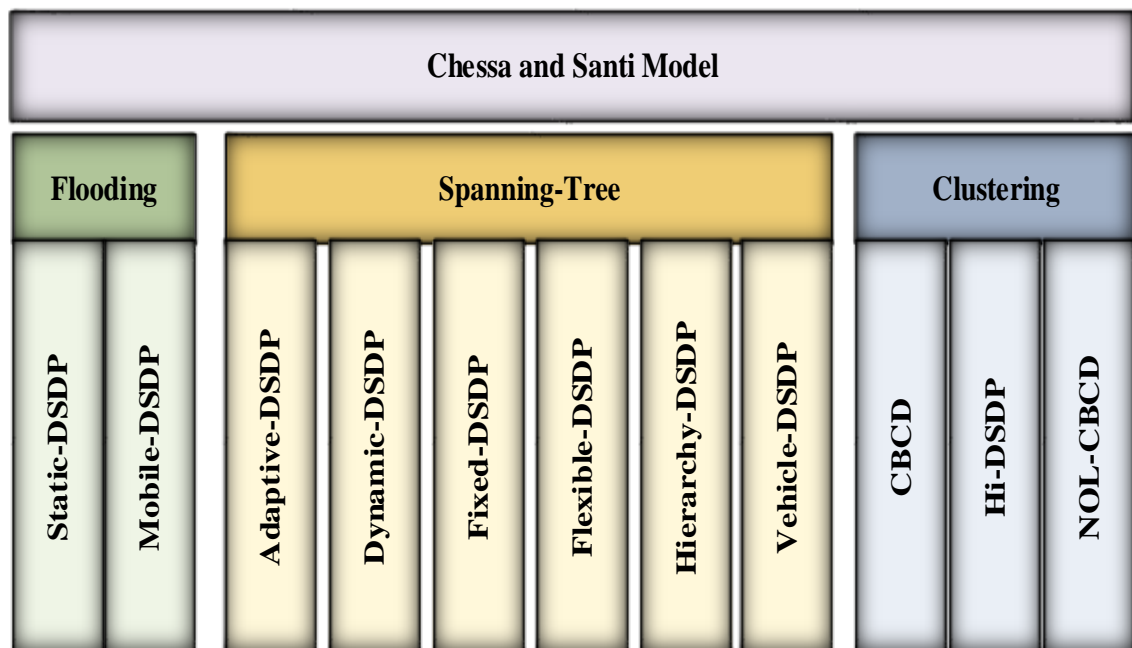 Chessa and Santi Model
Flooding
Spanning-Tree
Clustering
Static-DSDP
Mobile-DSDP
Adaptive-DSDP
Dynamic-DSDP
Fixed-DSDP
Flexible-DSDP
Hierarchy-DSDP
Vehicle-DSDP
CBCD
Hi-DSDP
NOL-CBCD